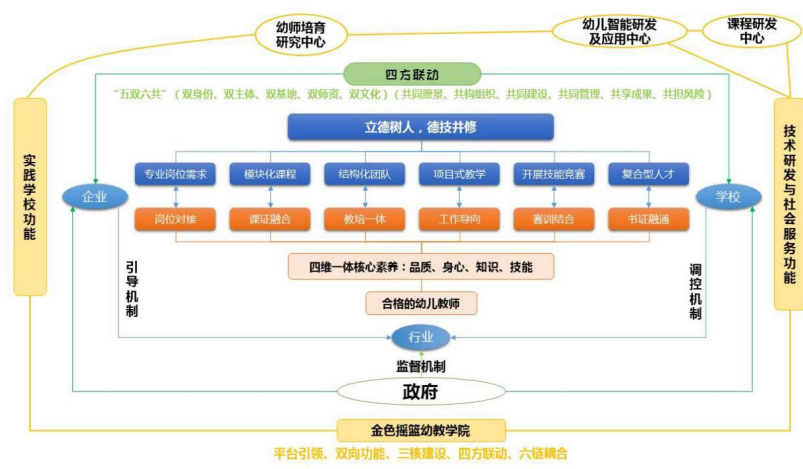 幼师培育
研究中心
幼儿智能研发
及应用中心
课程研发
中心
四方联动
“五双六共”（双身份、双主体、双基地、双师资、双文化）（共同愿景、共构组织、共同建设、共同管理、共享成果、共担风险）
立德树人，德技并修
实践学校功能
技术研发与社会服务功能
专业岗位需求
模块化课程
结构化团队
项目式教学
开展技能竞赛
复合型人才
企业
学校
岗位对接
课证融合
教培一体
工作导向
赛训结合
书证融通
四维一体核心素养：品质、身心、知识、技能
引导机制
调控机制
合格的幼儿教师
行业
监督机制
政府
金色摇篮幼教学院
平台引领、双向功能、三核建设、四方联动、六链耦合